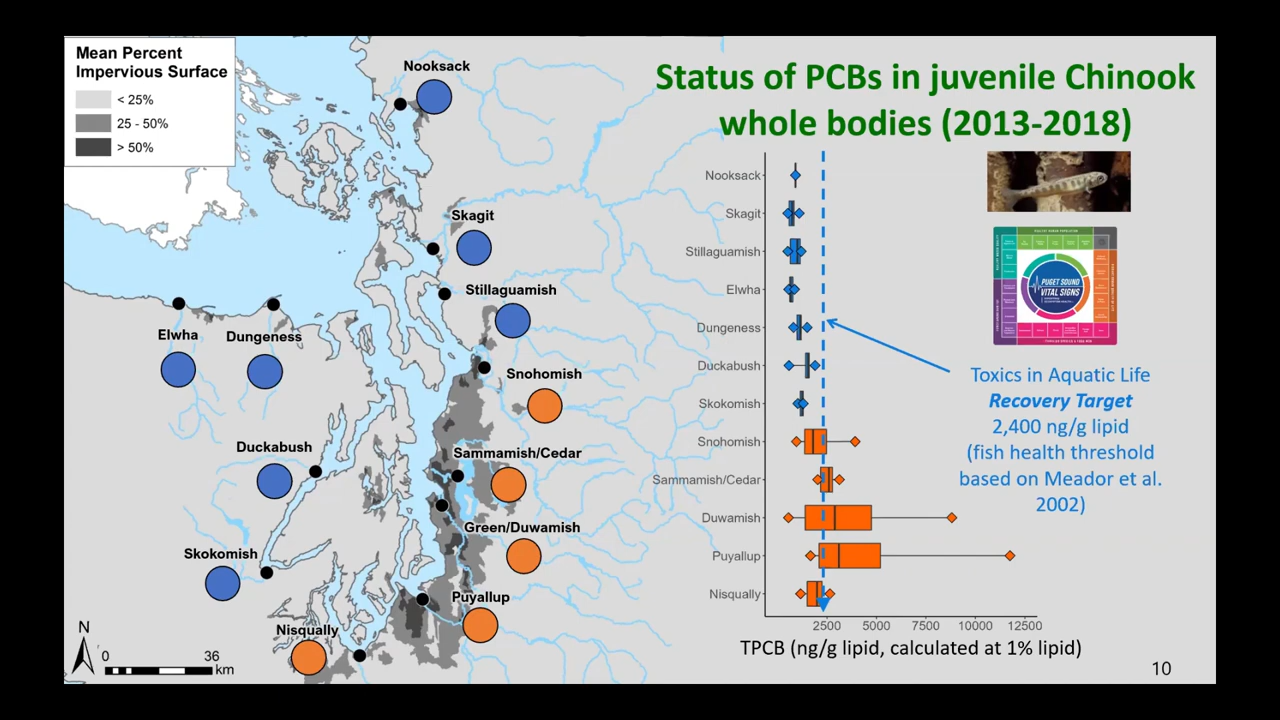 Mean Percent
Impervious Surface
< 25%
25 - 50%
> 50%
Nooksack
Skagit
Stillaguamish
Elwha
Dungeness
Snohomish
Duckabush
Sammamish/Cedar
Green/Duwamish
Skokomish
Puyallup
Nisqually
N
0 36
km
Status of PCBs in juvenile Chinook
whole bodies (2013-2018)
Nooksack
Skagit
Stillaguamish
Elwha
Dungeness
Duckabush
Skokomish
Snohomish
Sammamish/Cedar
Duwamish
Puyallup
Nisqually
2500 5000 7500 10000 12500
TPCB (ng/g lipid, calculated at 1% lipid)
PUGET SOUND
VITAL SIGNS
Toxics in Aquatic Life
Recovery Target
2,400 ng/g lipid
(fish health threshold
based on Meador et al.
2002)
10